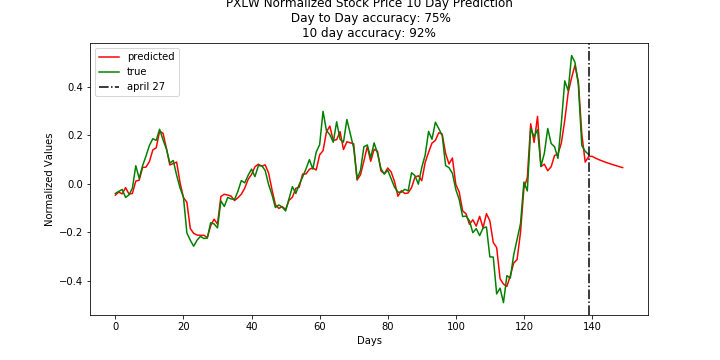 PXLW Normalized Stock Price 10 Day Prediction
Day to Day accuracy: 75%
10 day accuracy: 92%
predicted
true
april 27
Normalized Values
0.4
0.2
0.0
−0.2
−0.4
0 20 40 60 80 100 120 140
Days